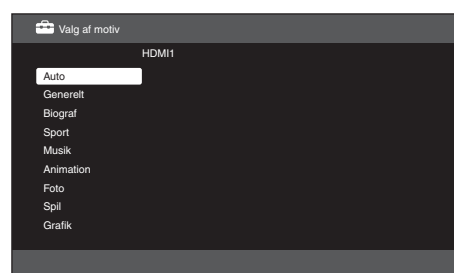 Valg af motiv
HDMI1
Auto
Generelt
Biograf
Sport
Musik
Animation
Foto
Spil
Grafik